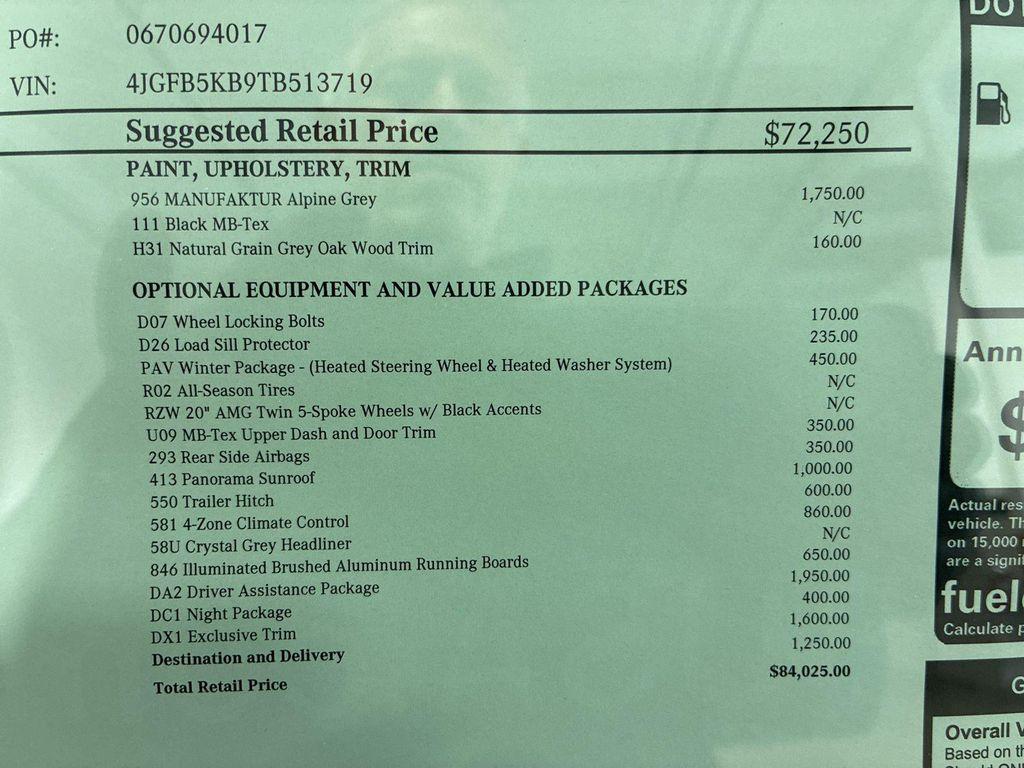 PO#: 0670694017
VIN: 4JGFB5KB9TB513719
Suggested Retail Price $72,250
PAINT, UPHOLSTERY, TRIM
956 MANUFAKTUR Alpine Grey 1,750.00
111 Black MB-Tex N/C
H31 Natural Grain Grey Oak Wood Trim 160.00
OPTIONAL EQUIPMENT AND VALUE ADDED PACKAGES
D07 Wheel Locking Bolts 170.00
D26 Load Sill Protector 235.00
PAV Winter Package - (Heated Steering Wheel & Heated Washer System) 450.00
R02 All-Season Tires N/C
RZW 20" AMG Twin 5-Spoke Wheels w/ Black Accents N/C
U09 MB-Tex Upper Dash and Door Trim 350.00
293 Rear Side Airbags 350.00
413 Panorama Sunroof 1,000.00
550 Trailer Hitch 600.00
581 4-Zone Climate Control 860.00
58U Crystal Grey Headliner N/C
846 Illuminated Brushed Aluminum Running Boards 650.00
DA2 Driver Assistance Package 1,950.00
DC1 Night Package 400.00
DX1 Exclusive Trim 1,600.00
Destination and Delivery 1,250.00
Total Retail Price $84,025.00
Ann
$
Actual res
vehicle. Th
on 15,000
are a signi
fuel
Calculate p
G
Overall V
Based on th